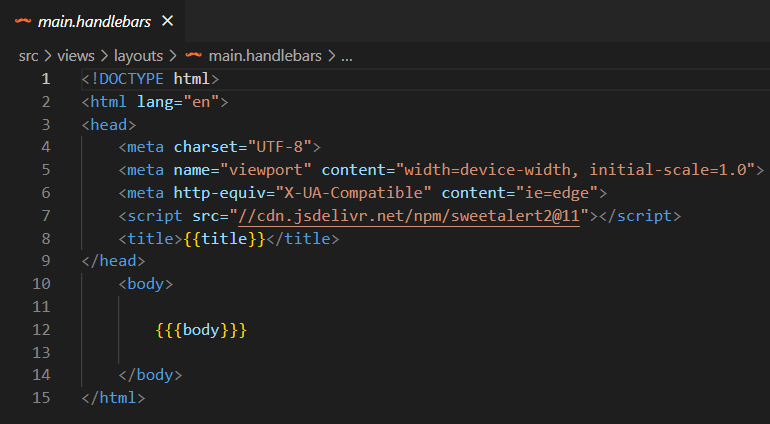 main.handlebars ×
src > views > layouts > main.handlebars > ...
1 <!DOCTYPE html>
2 <html lang="en">
3 <head>
4     <meta charset="UTF-8">
5     <meta name="viewport" content="width=device-width, initial-scale=1.0">
6     <meta http-equiv="X-UA-Compatible" content="ie=edge">
7     <script src="//cdn.jsdelivr.net/npm/sweetalert2@11"></script>
8     <title>{{title}}</title>
9 </head>
10     <body>
11
12         {{{body}}}
13
14     </body>
15 </html>